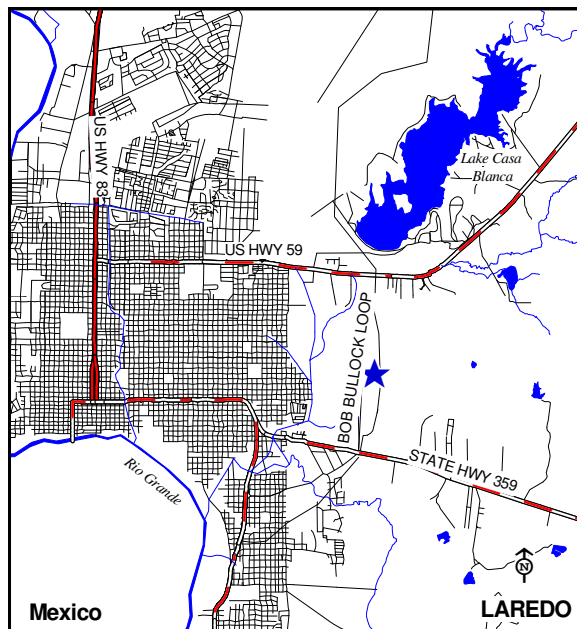 US HWY 83
Lake Casa
Blanca
US HWY 59
BOB BULLOCK LOOP
STATE HWY 359
Rio Grande
N
Mexico
LAREDO